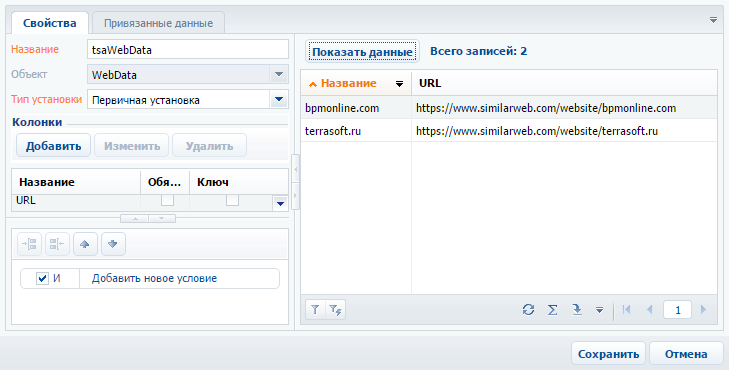 Свойства
Привязанные данные
Название
tsaWebData
Объект
WebData
Тип установки
Первичная установка
Колонки
Добавить
Изменить
Удалить
Название
Обя...
Ключ
URL
И
Добавить новое условие
Показать данные
Всего записей: 2
Название
URL
bpmonline.com
https://www.similarweb.com/website/bpmonline.com
terrasoft.ru
https://www.similarweb.com/website/terrasoft.ru
1
Сохранить
Отмена